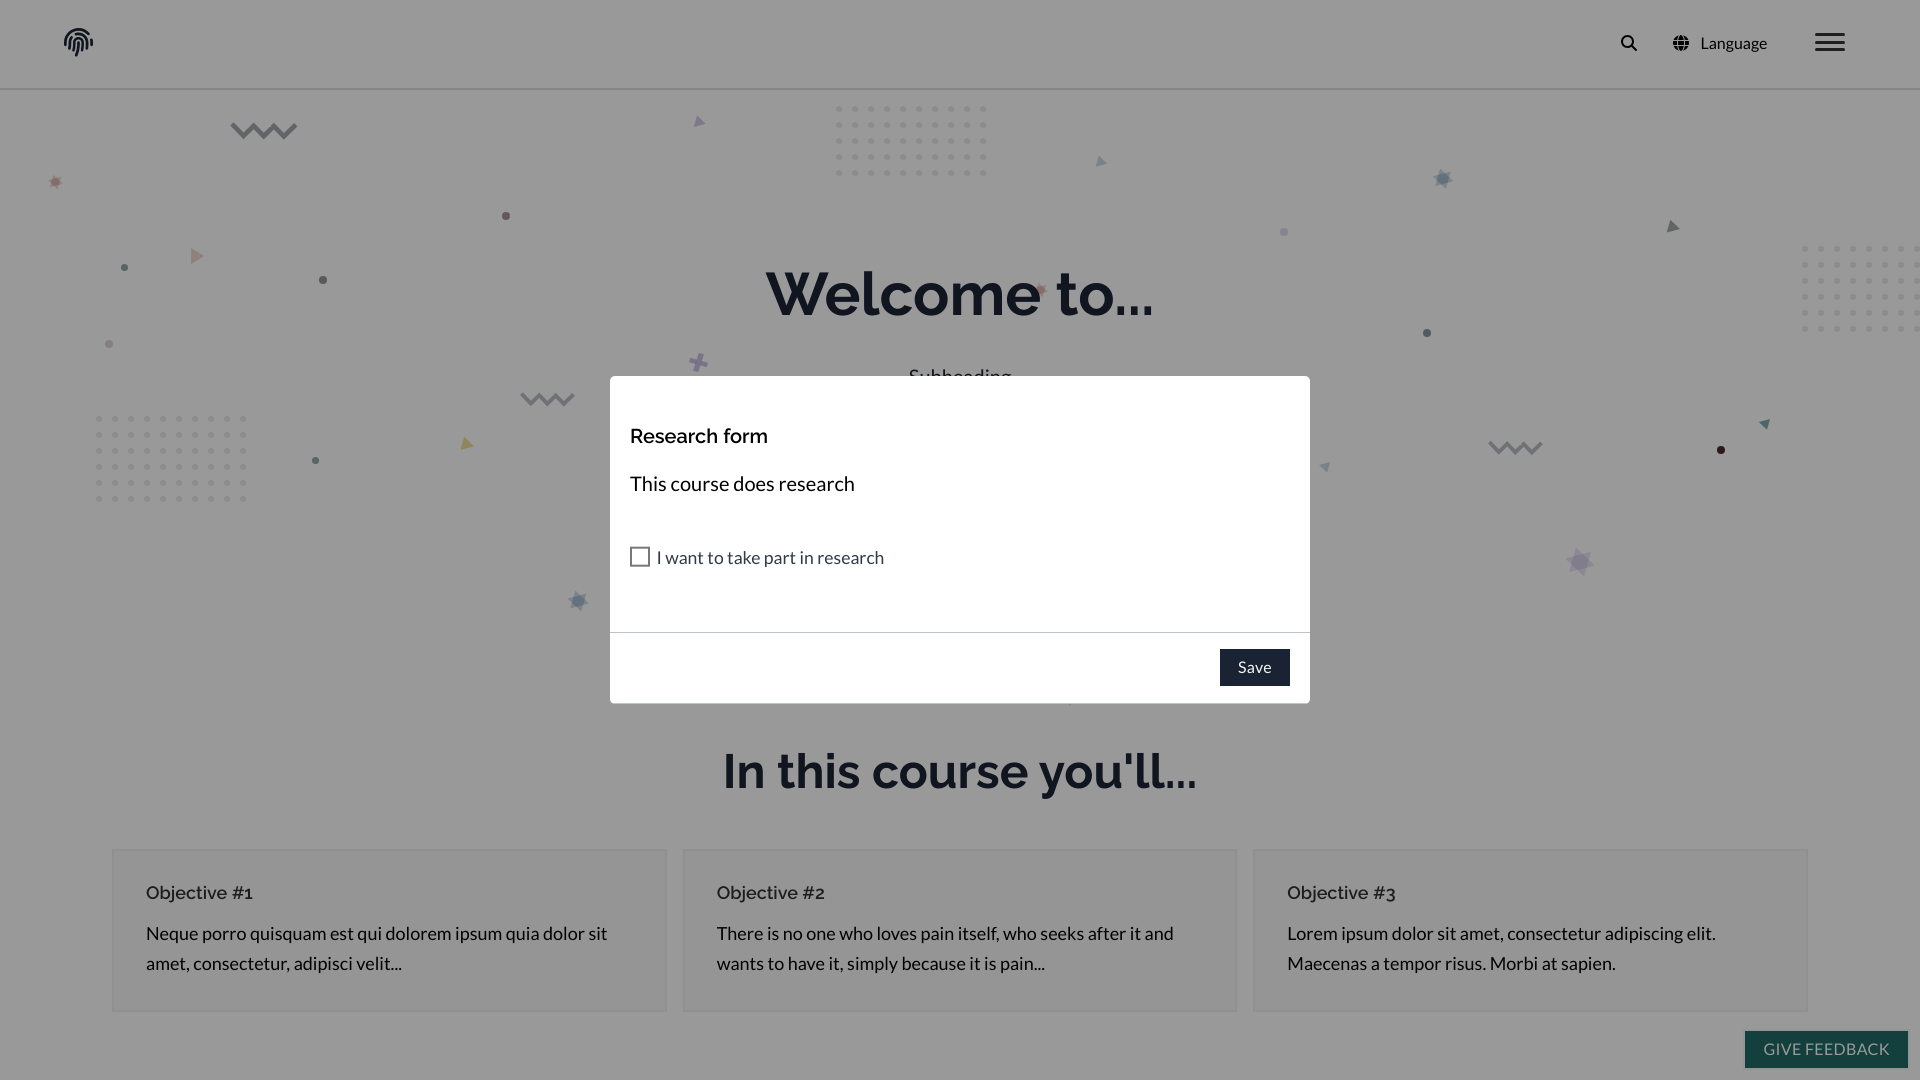 Language
Welcome to...
Subheading
Research form
This course does research
I want to take part in research
Save
In this course you'll...
Objective #1
Neque porro quisquam est qui dolorem ipsum quia dolor sit
amet, consectetur, adipisci velit...
Objective #2
There is no one who loves pain itself, who seeks after it and
wants to have it, simply because it is pain...
Objective #3
Lorem ipsum dolor sit amet, consectetur adipiscing elit.
Maecenas a tempor risus. Morbi at sapien.
GIVE FEEDBACK